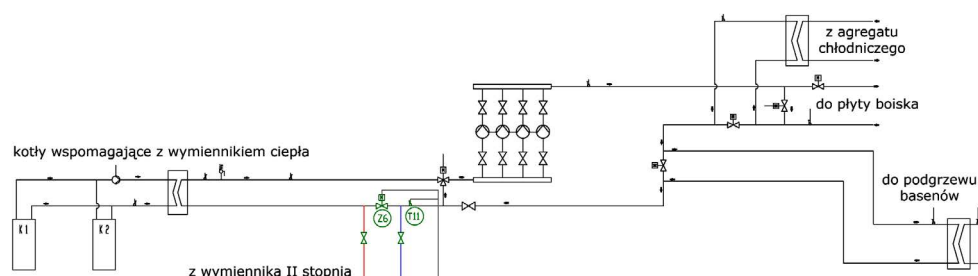 z agregatu
chłodniczego
do płyty boiska
kotły wspomagające z wymiennikiem ciepła
do podgrzewu
basenów
K1
K2
Z6
T11
z wymiennika II stopnia